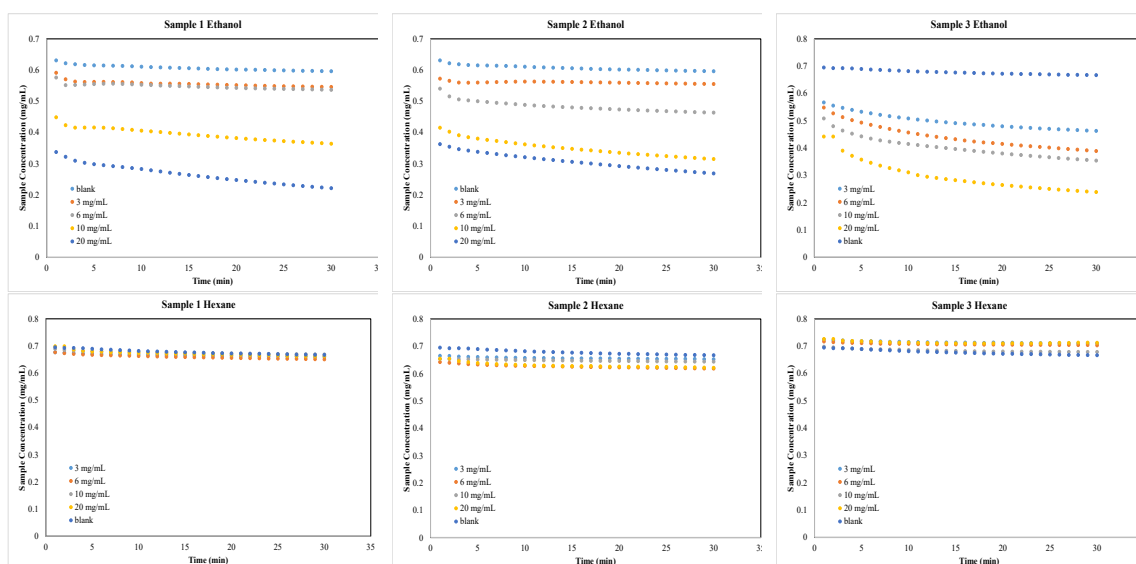 Sample 1 Ethanol
Sample Concentration (mg/mL)
0.7
0.6
0.5
0.4
0.3
0.2
0.1
0
blank
3 mg/mL
6 mg/mL
10 mg/mL
20 mg/mL
0 5 10 15 20 25 30 35
Time (min)
Sample 2 Ethanol
Sample Concentration (mg/mL)
0.7
0.6
0.5
0.4
0.3
0.2
0.1
0
blank
3 mg/mL
6 mg/mL
10 mg/mL
20 mg/mL
0 5 10 15 20 25 30 35
Time (min)
Sample 3 Ethanol
Sample Concentration (mg/mL)
0.8
0.7
0.6
0.5
0.4
0.3
0.2
0.1
0
3 mg/mL
6 mg/mL
10 mg/mL
20 mg/mL
blank
0 5 10 15 20 25 30
Time (min)
Sample 1 Hexane
Sample Concentration (mg/mL)
0.8
0.7
0.6
0.5
0.4
0.3
0.2
0.1
0
3 mg/mL
6 mg/mL
10 mg/mL
20 mg/mL
blank
0 5 10 15 20 25 30 35
Time (min)
Sample 2 Hexane
Sample Concentration (mg/mL)
0.8
0.7
0.6
0.5
0.4
0.3
0.2
0.1
0
3 mg/mL
6 mg/mL
10 mg/mL
20 mg/mL
blank
0 5 10 15 20 25 30 35
Time (min)
Sample 3 Hexane
Sample Concentration (mg/mL)
0.8
0.7
0.6
0.5
0.4
0.3
0.2
0.1
0
3 mg/mL
6 mg/mL
10 mg/mL
20 mg/mL
blank
0 5 10 15 20 25 30
Time (min)